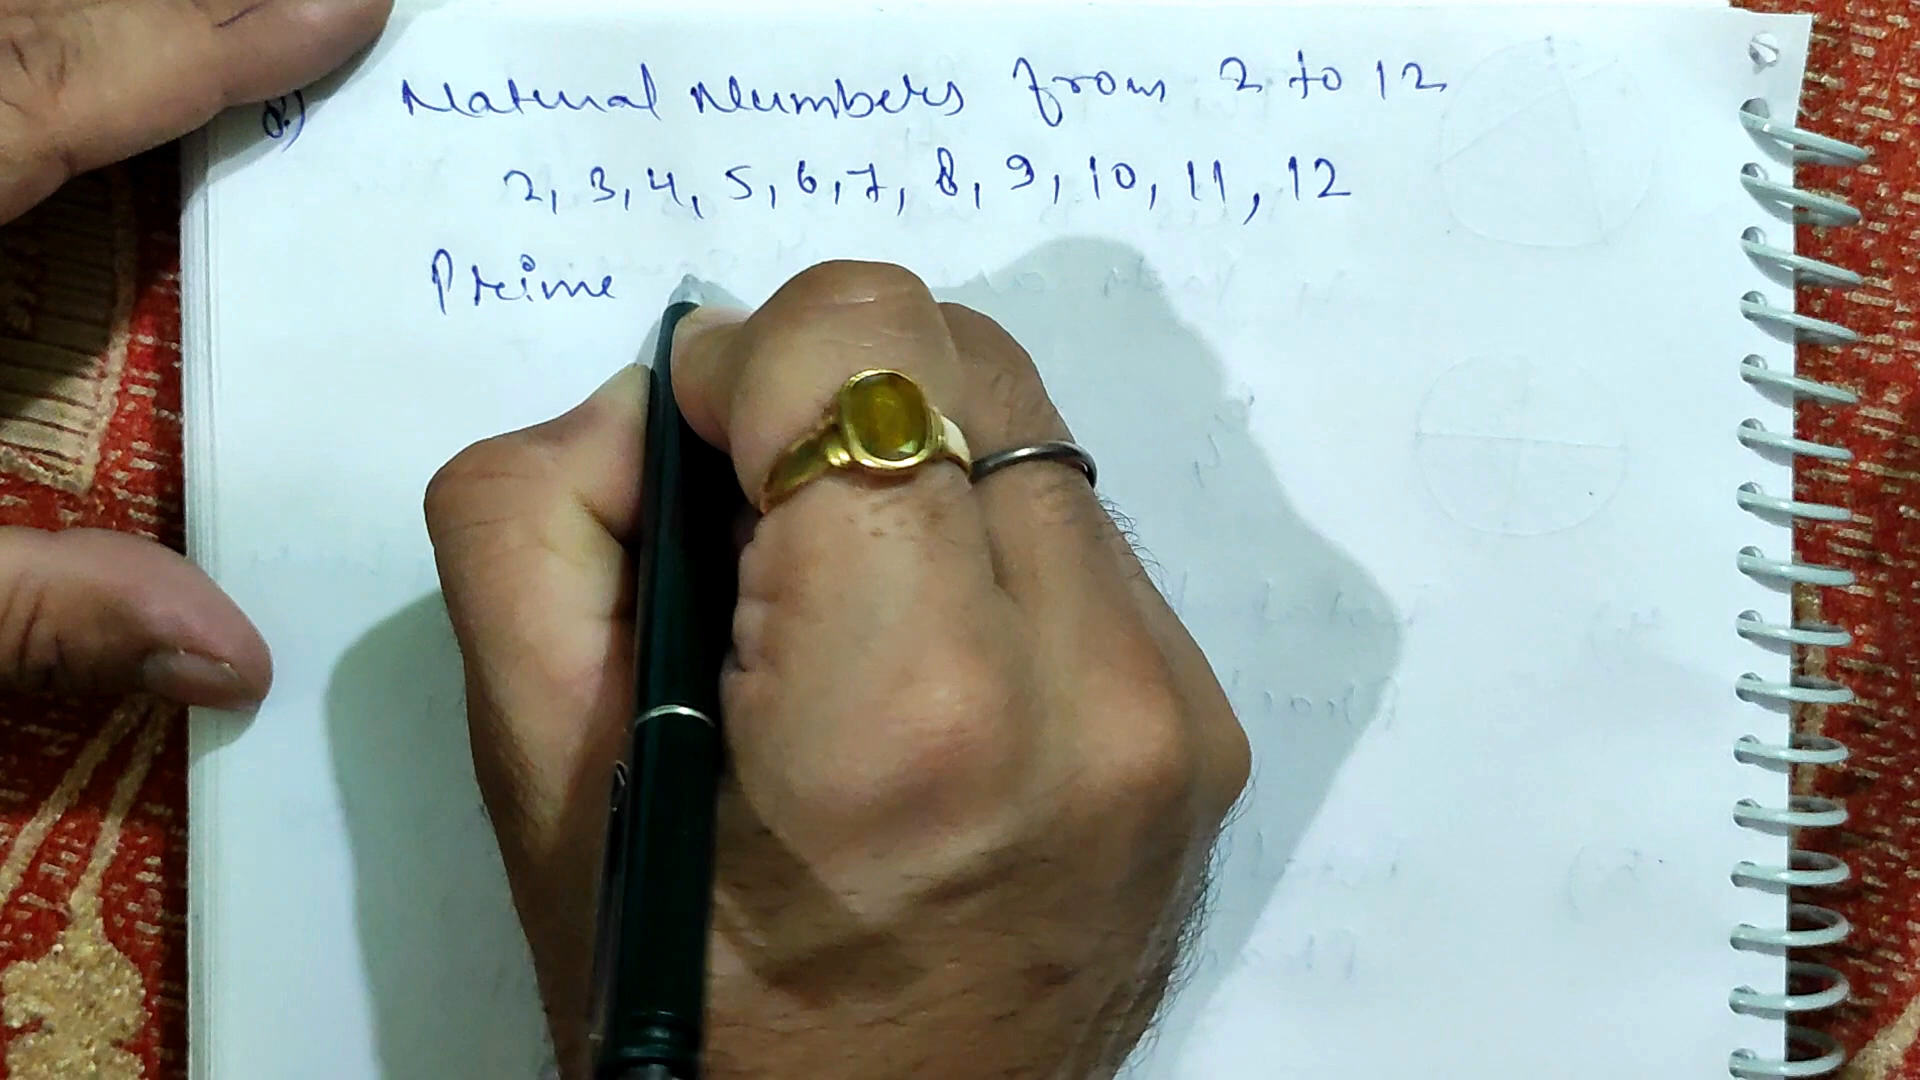 Q.) Natural Numbers from 2 to 12
2, 3, 4, 5, 6, 7, 8, 9, 10, 11, 12
Prime